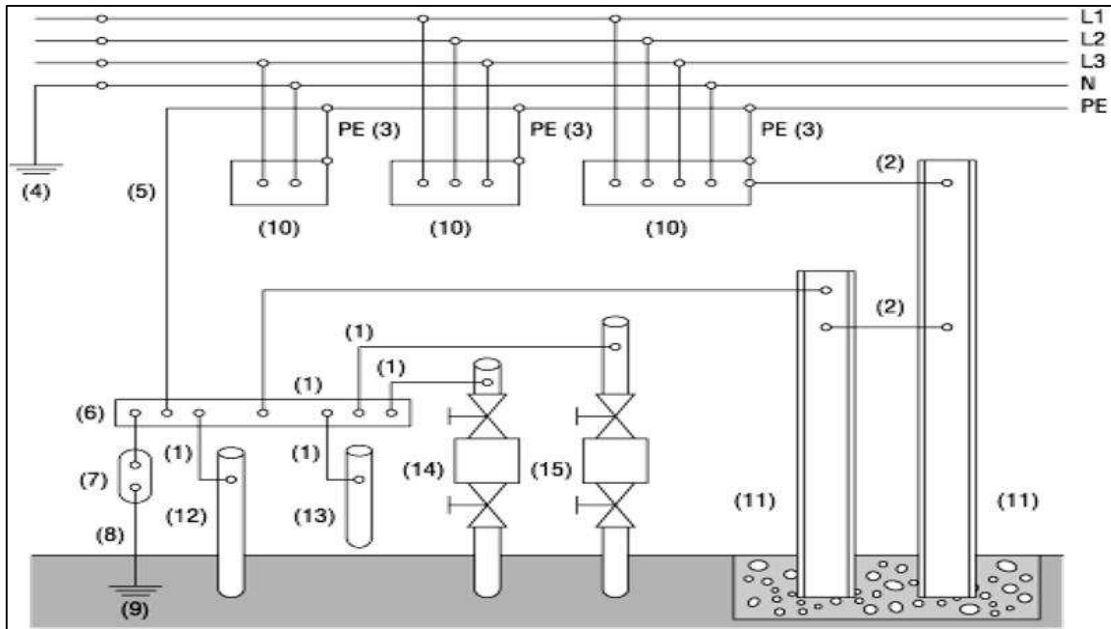 L1
L2
L3
N
PE
PE (3) PE (3) PE (3)
(4) (5) (2)
(10) (10) (10)
(2)
(1)
(1)
(1)
(6)
(1) (1)
(7) (14) (15)
(11) (11)
(12) (13)
(8)
(9)